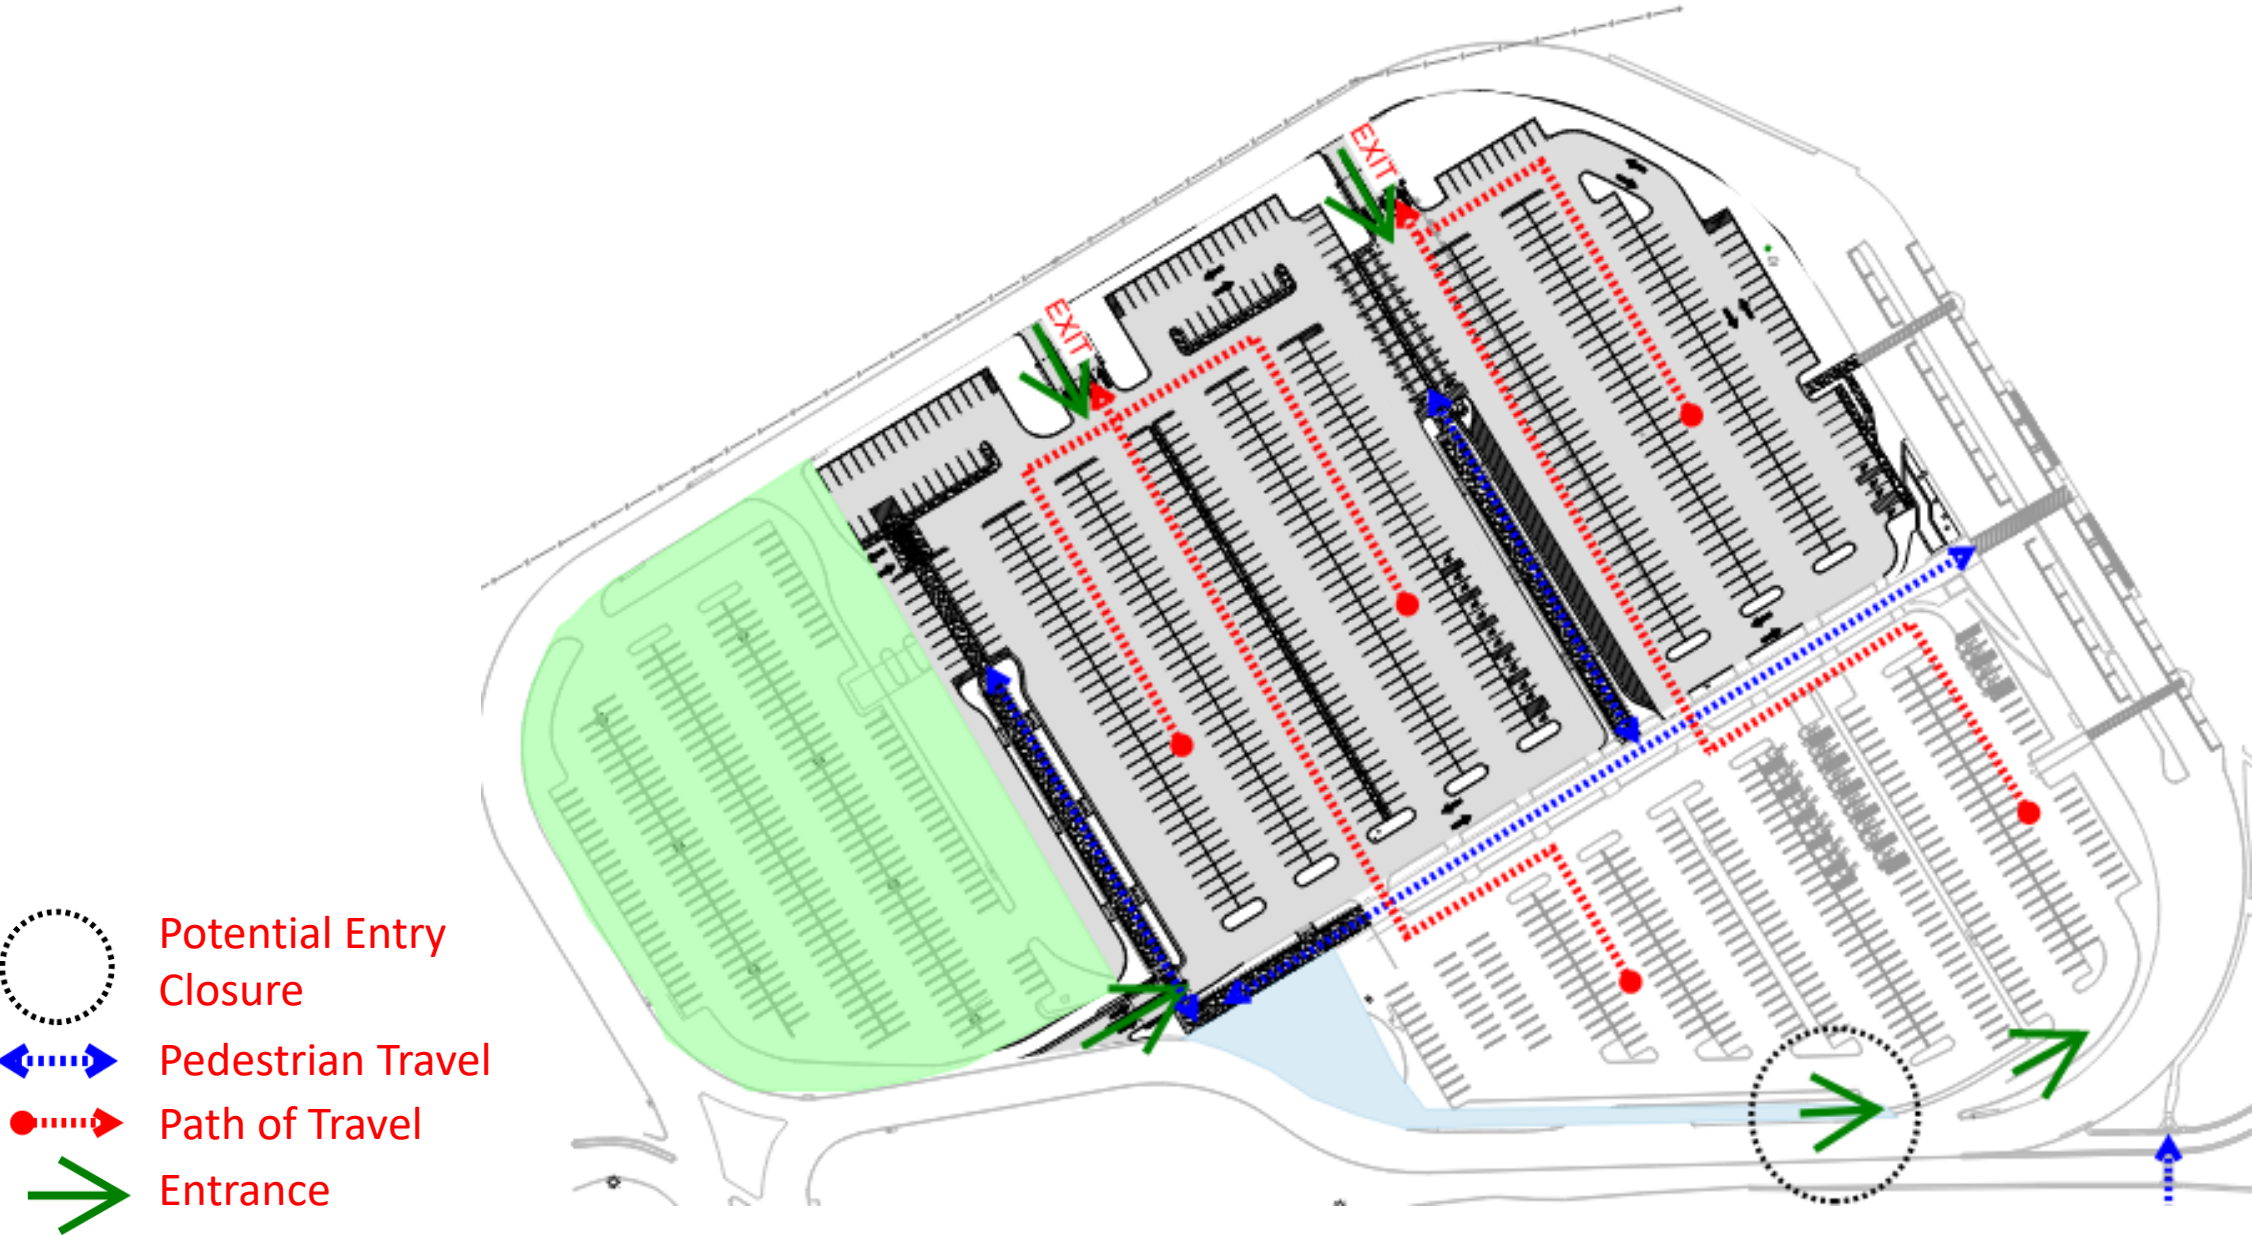 EXIT
EXIT
Potential Entry
Closure
Pedestrian Travel
Path of Travel
Entrance